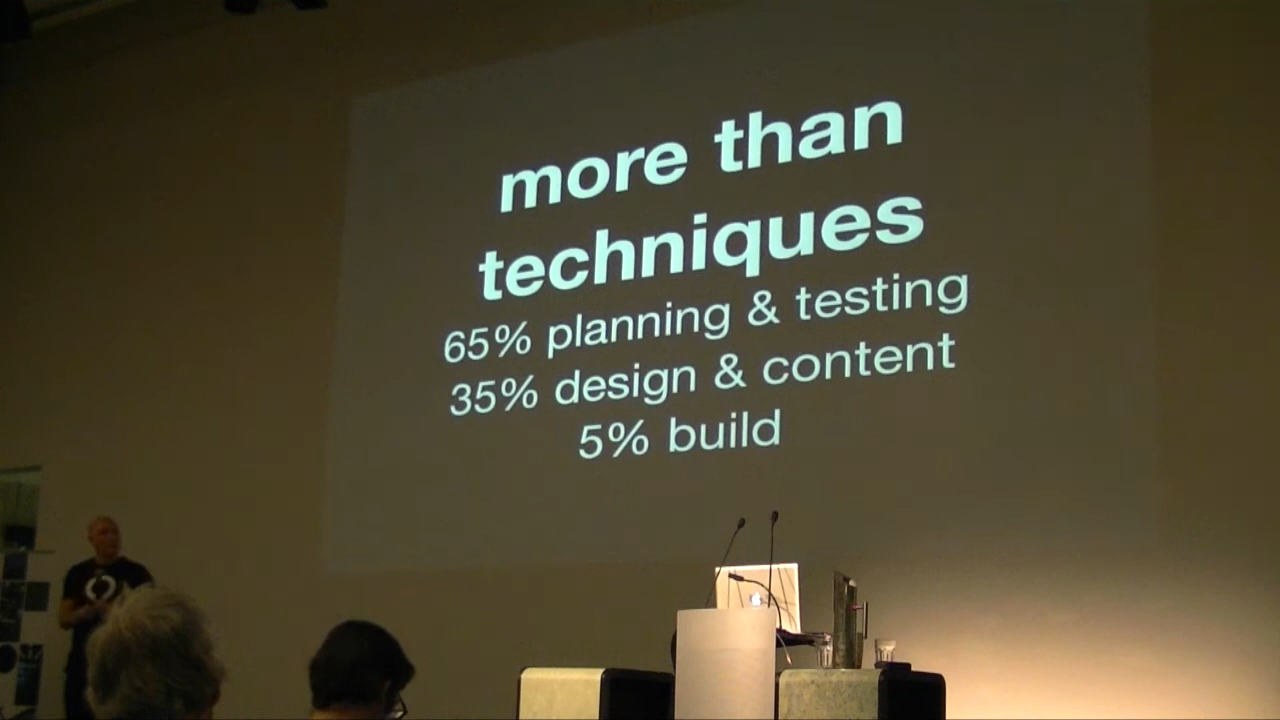 more than
techniques
65% planning & testing
35% design & content
5% build